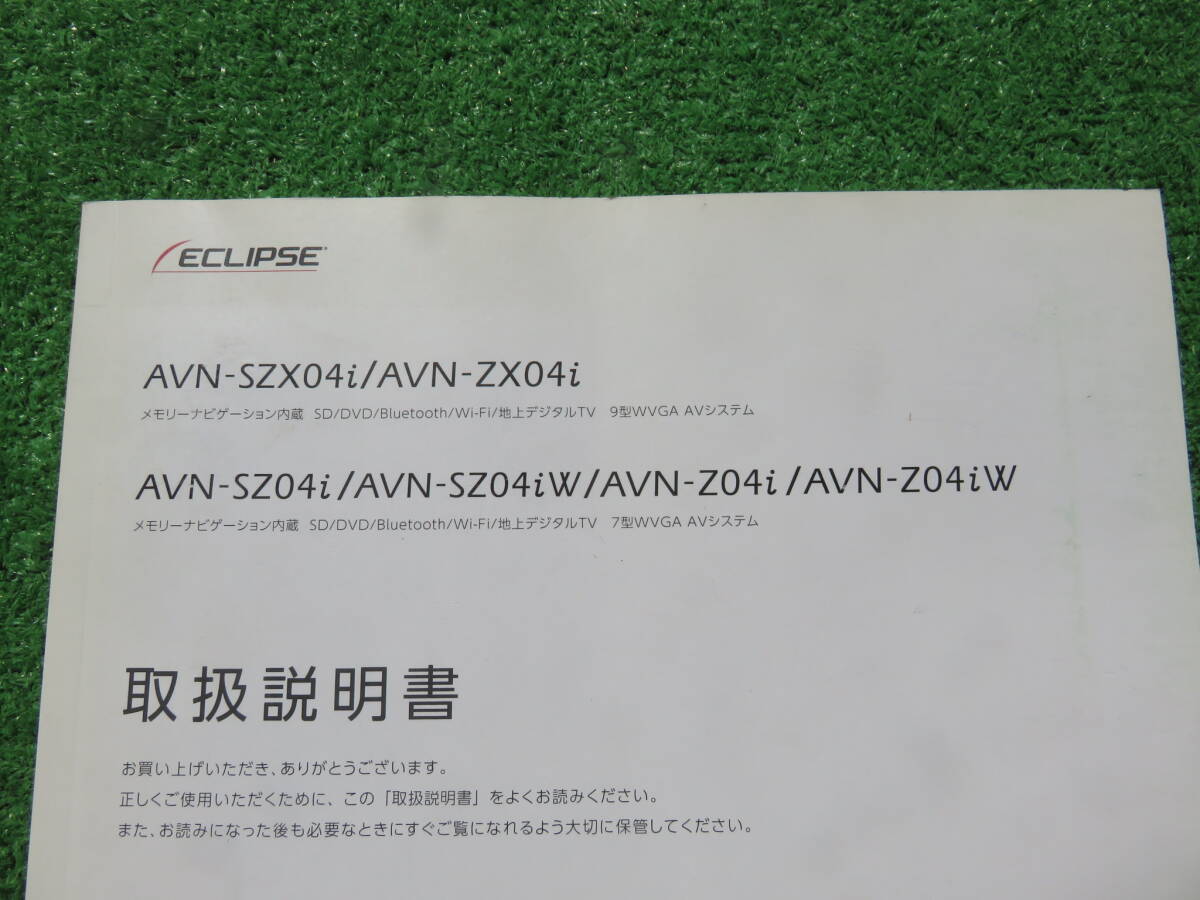 ECLIPSE
AVN-SZX04i/AVN-ZX04i
メモリーナビゲーション内蔵 SD/DVD/Bluetooth/Wi-Fi/地上デジタルTV 9型WVGA AVシステム
AVN-SZ04i/AVN-SZ04iW/AVN-Z04i/AVN-Z04iW
メモリーナビゲーション内蔵 SD/DVD/Bluetooth/Wi-Fi/地上デジタルTV 7型WVGA AVシステム
取扱説明書
お買い上げいただき、ありがとうございます。
正しくご使用いただくために、この「取扱説明書」をよくお読みください。
また、お読みになった後も必要なときにすぐご覧になれるよう大切に保管してください。